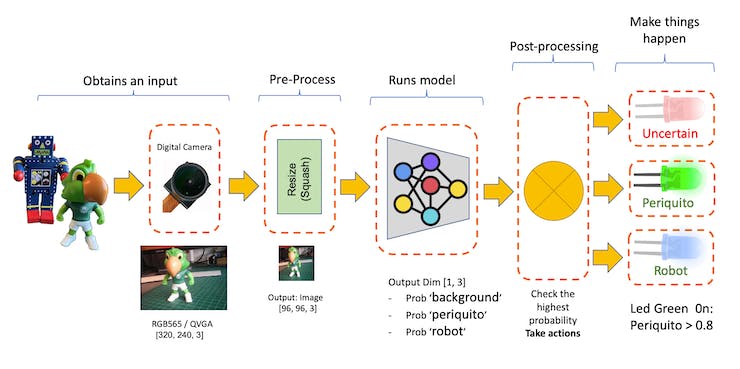 Obtains an input
Pre-Process
Runs model
Post-processing
Make things
happen
Digital Camera
Resize
(Squash)
Uncertain
Periquito
Robot
RGB565 / QVGA
[320, 240, 3]
Output: Image
[96, 96, 3]
Output Dim [1, 3]
- Prob ‘background‘
- Prob ‘periquito‘
- Prob ‘robot‘
Check the
highest
probability
Take actions
Led Green 0n:
Periquito > 0.8